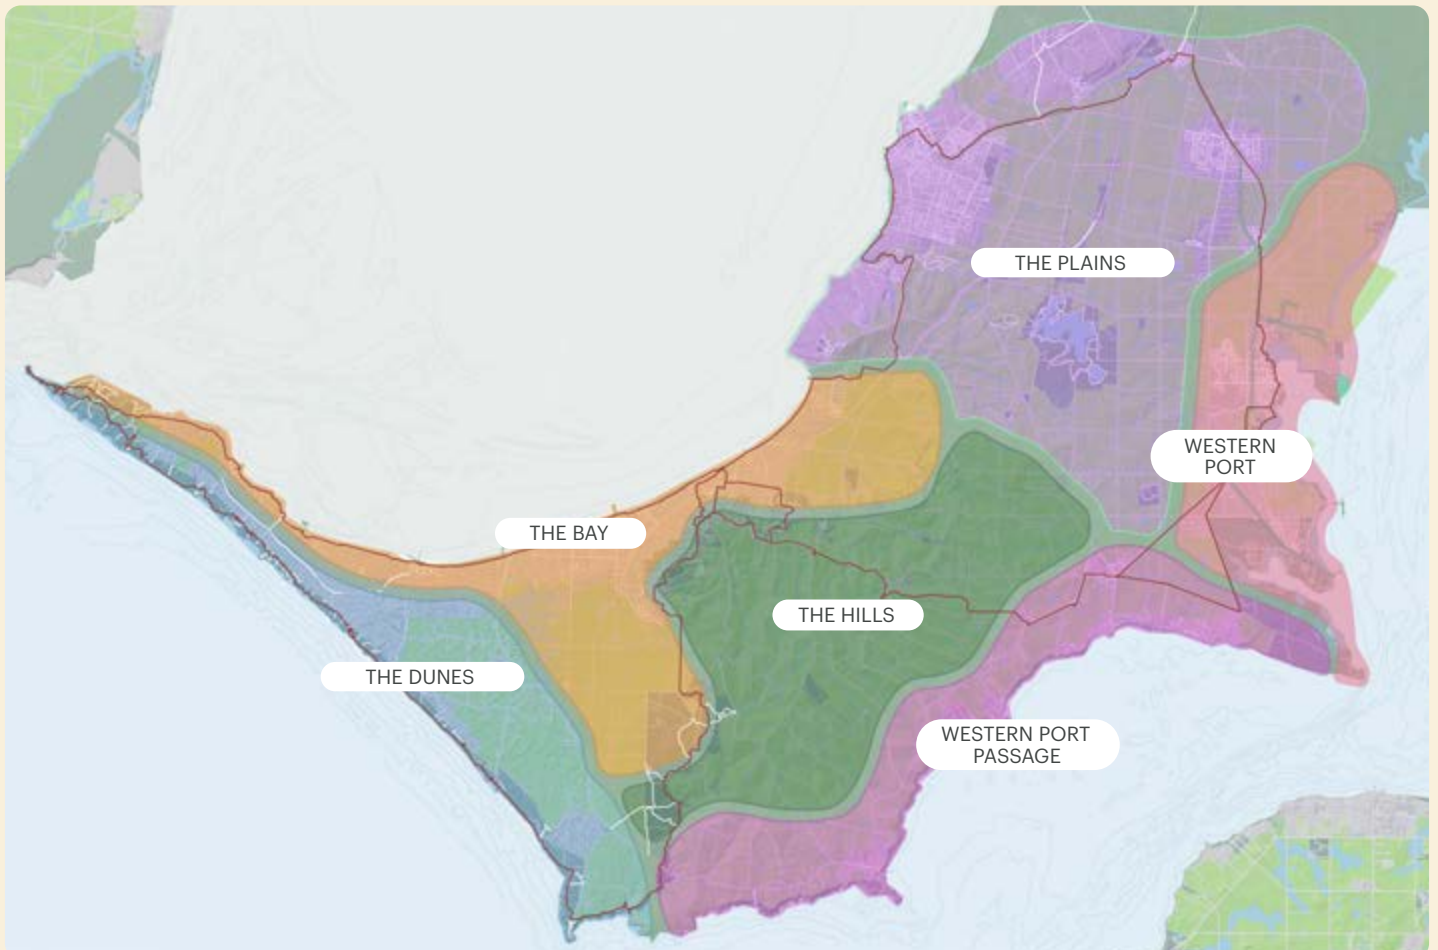 THE PLAINS
WESTERN
PORT
THE BAY
THE HILLS
THE DUNES
WESTERN PORT
PASSAGE